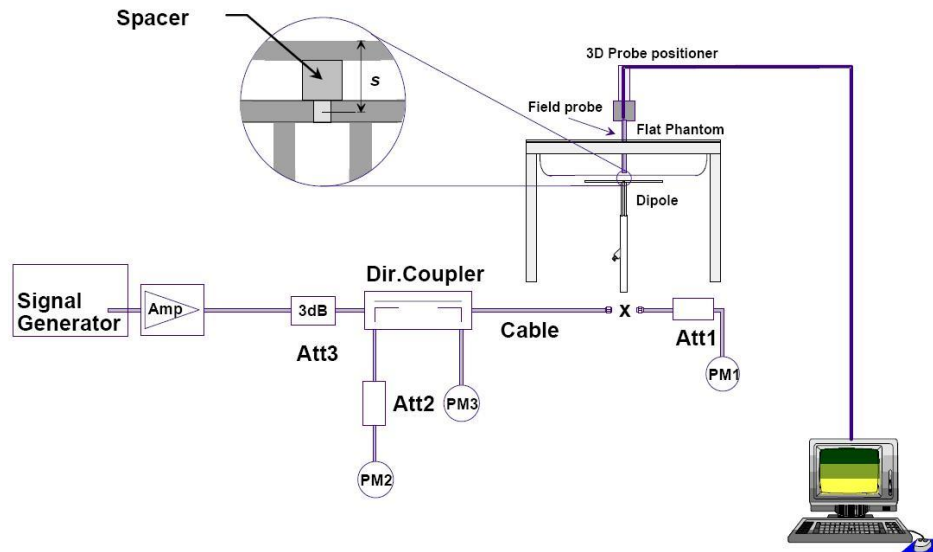 Spacer
s
3D Probe positioner
Field probe
Flat Phantom
Dipole
Signal
Generator
Amp
3dB
Att3
Dir.Coupler
Att2
PM2
PM3
Cable
X
Att1
PM1